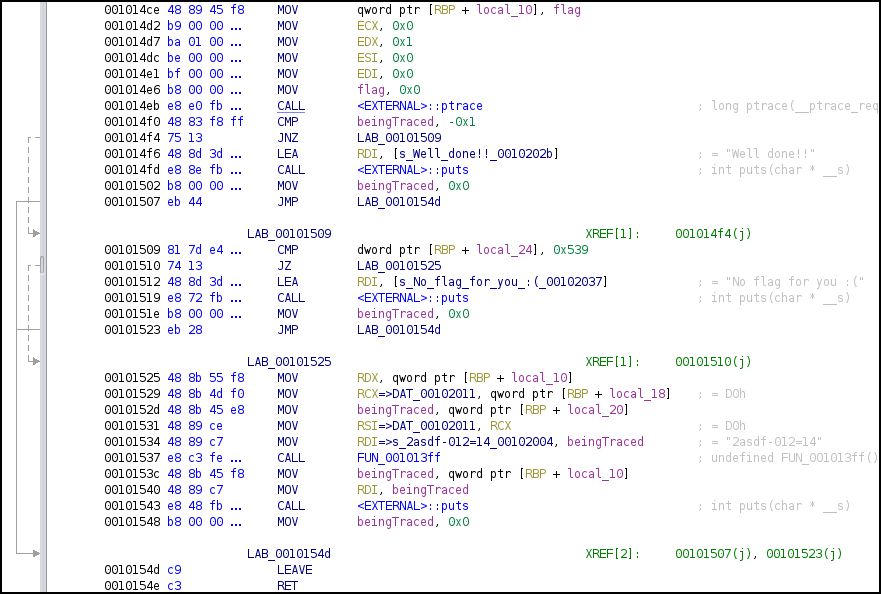 001014ce 48 89 45 f8 MOV qword ptr [RBP + local_10], flag
001014d2 b9 00 00 ... MOV ECX, 0x0
001014d7 ba 01 00 ... MOV EDX, 0x1
001014dc be 00 00 ... MOV ESI, 0x0
001014e1 bf 00 00 ... MOV EDI, 0x0
001014e6 b8 00 00 ... MOV flag, 0x0
001014eb e8 e0 fb ... CALL <EXTERNAL>::ptrace ; long ptrace(__ptrace_req
001014f0 48 83 f8 ff CMP beingTraced, -0x1
001014f4 75 13 JNZ LAB_00101509
001014f6 48 8d 3d ... LEA RDI, [s_Well_done!!_0010202b] ; = "Well done!!"
001014fd e8 8e fb ... CALL <EXTERNAL>::puts ; int puts(char * __s)
00101502 b8 00 00 ... MOV beingTraced, 0x0
00101507 eb 44 JMP LAB_0010154d
LAB_00101509 XREF[1]: 001014f4(j)
00101509 81 7d e4 ... CMP dword ptr [RBP + local_24], 0x539
00101510 74 13 JZ LAB_00101525
00101512 48 8d 3d ... LEA RDI, [s_No_flag_for_you_:(_00102037] ; = "No flag for you :("
00101519 e8 72 fb ... CALL <EXTERNAL>::puts ; int puts(char * __s)
0010151e b8 00 00 ... MOV beingTraced, 0x0
00101523 eb 28 JMP LAB_0010154d
LAB_00101525 XREF[1]: 00101510(j)
00101525 48 8b 55 f8 MOV RDX, qword ptr [RBP + local_10]
00101529 48 8b 4d f0 MOV RCX=>DAT_00102011, qword ptr [RBP + local_18] ; = D0h
0010152d 48 8b 45 e8 MOV beingTraced, qword ptr [RBP + local_20]
00101531 48 89 ce MOV RSI=>DAT_00102011, RCX ; = D0h
00101534 48 89 c7 MOV RDI=>s_2asdf-012=14_00102004, beingTraced ; = "2asdf-012=14"
00101537 e8 c3 fe ... CALL FUN_001013ff ; undefined FUN_001013ff()
0010153c 48 8b 45 f8 MOV beingTraced, qword ptr [RBP + local_10]
00101540 48 89 c7 MOV RDI, beingTraced
00101543 e8 48 fb ... CALL <EXTERNAL>::puts ; int puts(char * __s)
00101548 b8 00 00 ... MOV beingTraced, 0x0
LAB_0010154d XREF[2]: 00101507(j), 00101523(j)
0010154d c9 LEAVE
0010154e c3 RET